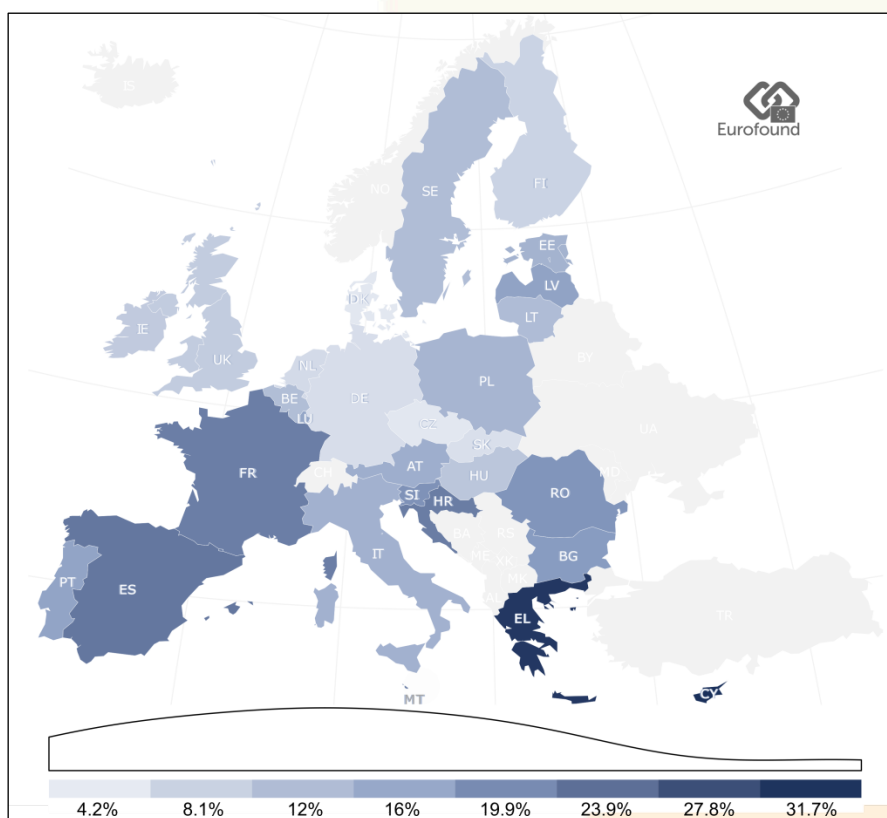 IS
Eurofound
NO
SE
FI
EE
LV
LT
DK
IE
UK
NL
BE
LU
DE
PL
BY
CZ
SK
UA
FR
CH
AT
HU
MD
SI
HR
RO
BA
RS
IT
ME
XK
BG
MK
PT
ES
AL
EL
TR
CY
MT
4.2% 8.1% 12% 16% 19.9% 23.9% 27.8% 31.7%